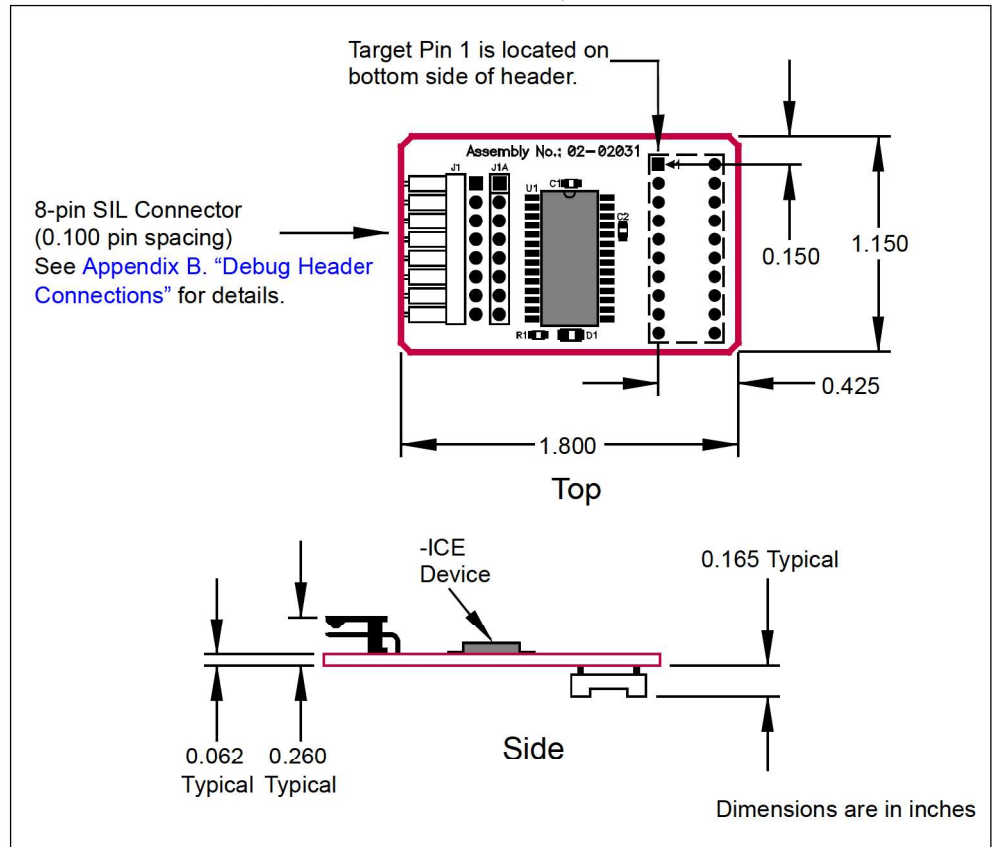 Target Pin 1 is located on
bottom side of header.
Assembly No.: 02-02031
J1
J1A
U1
C1
C2
1
R1
D1
8-pin SIL Connector
(0.100 pin spacing)
See Appendix B. “Debug Header
Connections” for details.
0.150
1.150
0.425
1.800
Top
-ICE
Device
0.165 Typical
0.062
Typical
0.260
Typical
Side
Dimensions are in inches